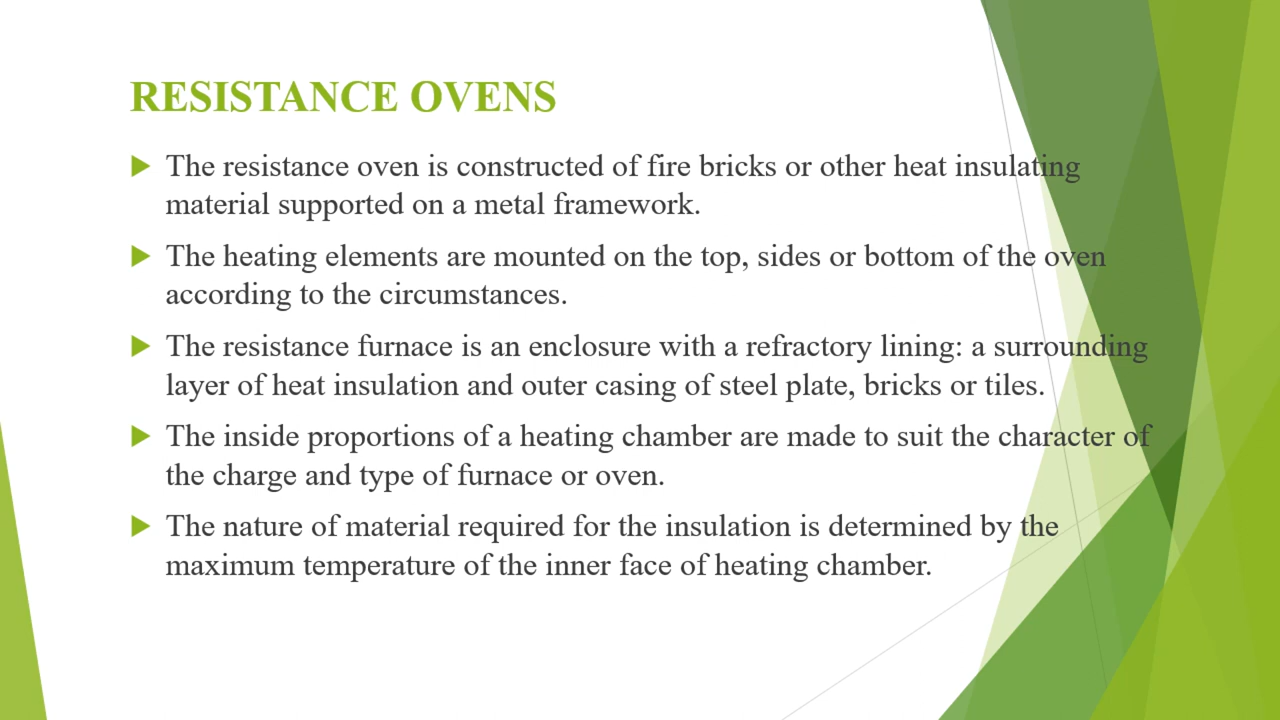 RESISTANCE OVENS
The resistance oven is constructed of fire bricks or other heat insulating
material supported on a metal framework.
The heating elements are mounted on the top, sides or bottom of the oven
according to the circumstances.
The resistance furnace is an enclosure with a refractory lining: a surrounding
layer of heat insulation and outer casing of steel plate, bricks or tiles.
The inside proportions of a heating chamber are made to suit the character of
the charge and type of furnace or oven.
The nature of material required for the insulation is determined by the
maximum temperature of the inner face of heating chamber.